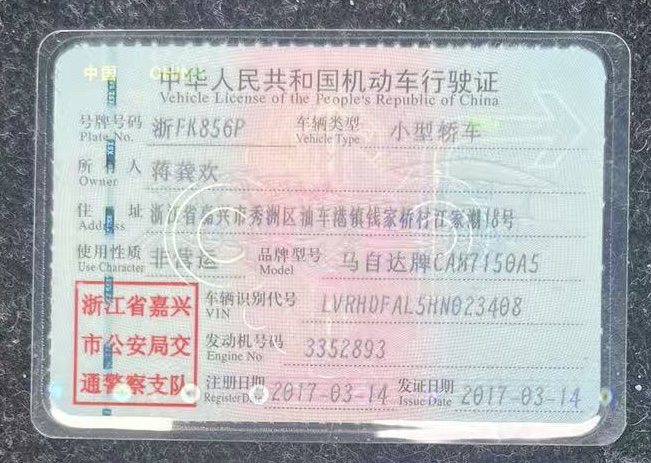 中国 CHINA
中华人民共和国机动车行驶证
Vehicle License of the People's Republic of China
号牌号码 浙FK856P 车辆类型 小型轿车
Plate No. Vehicle Type
所有人 蒋龚欢
Owner
住址 浙江省嘉兴市秀洲区油车港镇钱家桥村汪家湖18号
Address
使用性质 非营运 品牌型号 马自达牌CAM7150A5
Use Character Model
浙江省嘉兴 车辆识别代号 LVRHDFAL5HN023408
VIN
市公安局交 发动机号码 3352893
Engine No
通警察支队 注册日期 2017-03-14 发证日期 2017-03-14
Register Date Issue Date